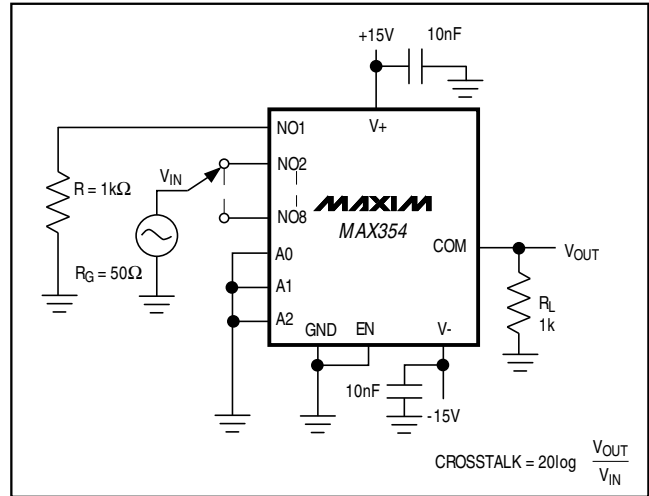 +15V
10nF
NO1
V+
R = 1kΩ
V_IN
NO2
NO8
MAXIM
MAX354
COM
V_OUT
R_G = 50Ω
A0
A1
A2
R_L
1k
GND
EN
V-
10nF
-15V
CROSSTALK = 20log V_OUT
V_IN